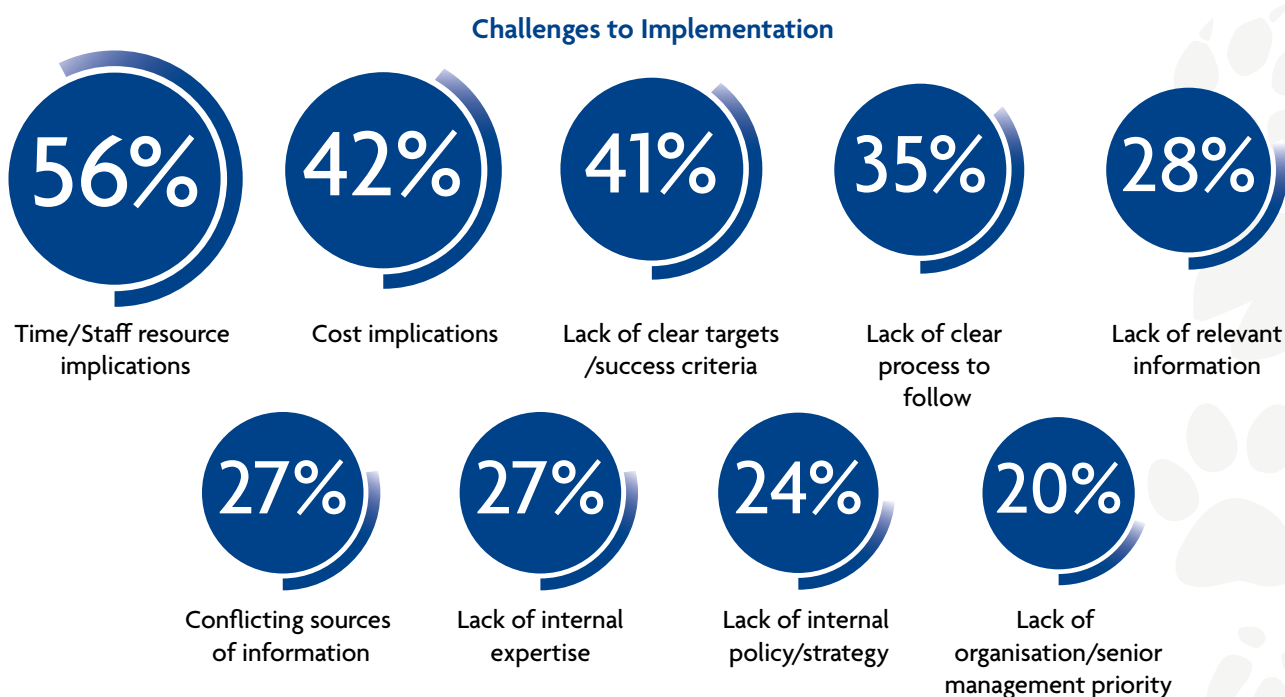 Challenges to Implementation
56%
42%
41%
35%
28%
Time/Staff resource
implications
Cost implications
Lack of clear targets
/success criteria
Lack of clear
process to
follow
Lack of relevant
information
27%
27%
24%
20%
Conflicting sources
of information
Lack of internal
expertise
Lack of internal
policy/strategy
Lack of
organisation/senior
management priority